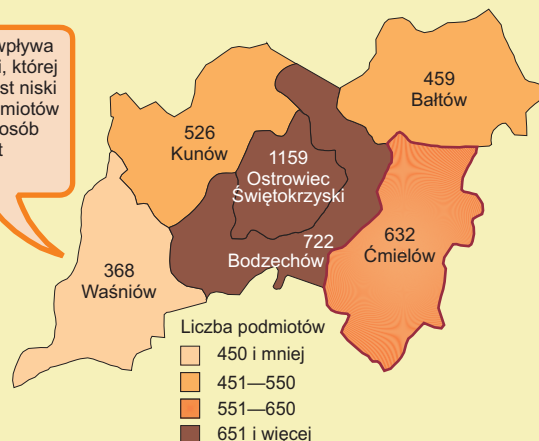 wpływa
i, której
st niski
miotów
osób
t
459
Bałtów
526
Kunów
1159
Ostrowiec
Świętokrzyski
722
Bodzechów
632
Ćmielów
368
Waśniów
Liczba podmiotów
450 i mniej
451—550
551—650
651 i więcej